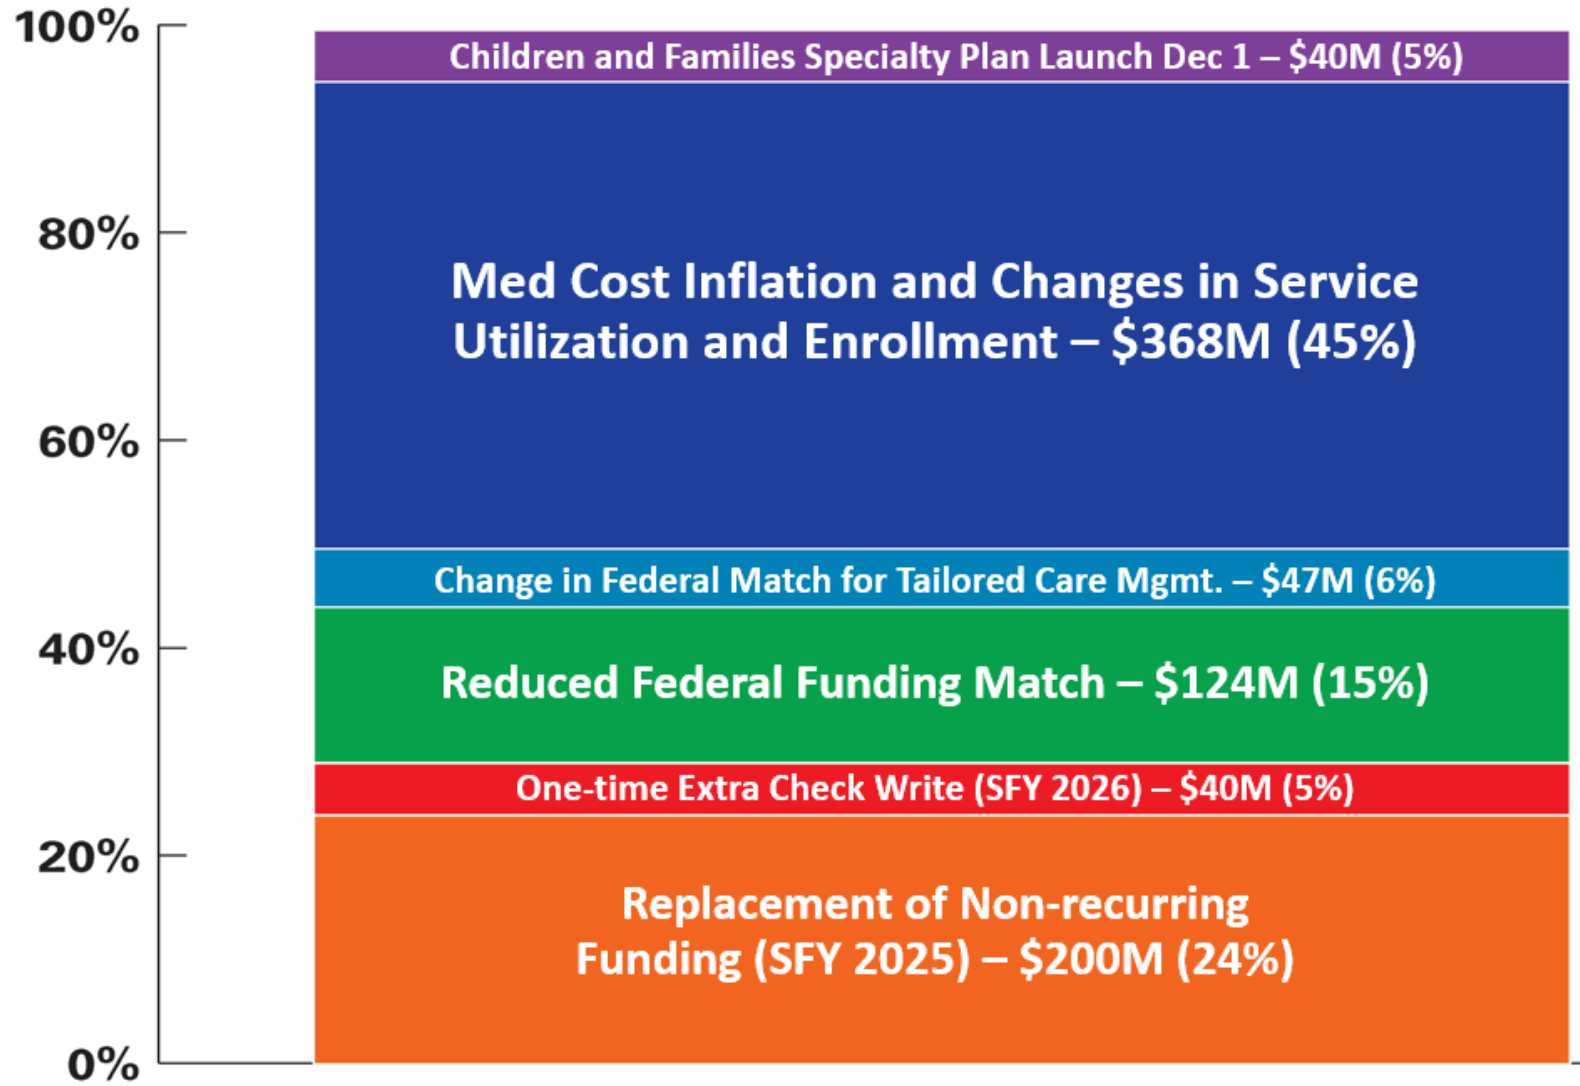 100%
Children and Families Specialty Plan Launch Dec 1 – $40M (5%)
80%
Med Cost Inflation and Changes in Service
Utilization and Enrollment – $368M (45%)
60%
Change in Federal Match for Tailored Care Mgmt. – $47M (6%)
40%
Reduced Federal Funding Match – $124M (15%)
One-time Extra Check Write (SFY 2026) – $40M (5%)
20%
Replacement of Non-recurring
Funding (SFY 2025) – $200M (24%)
0%